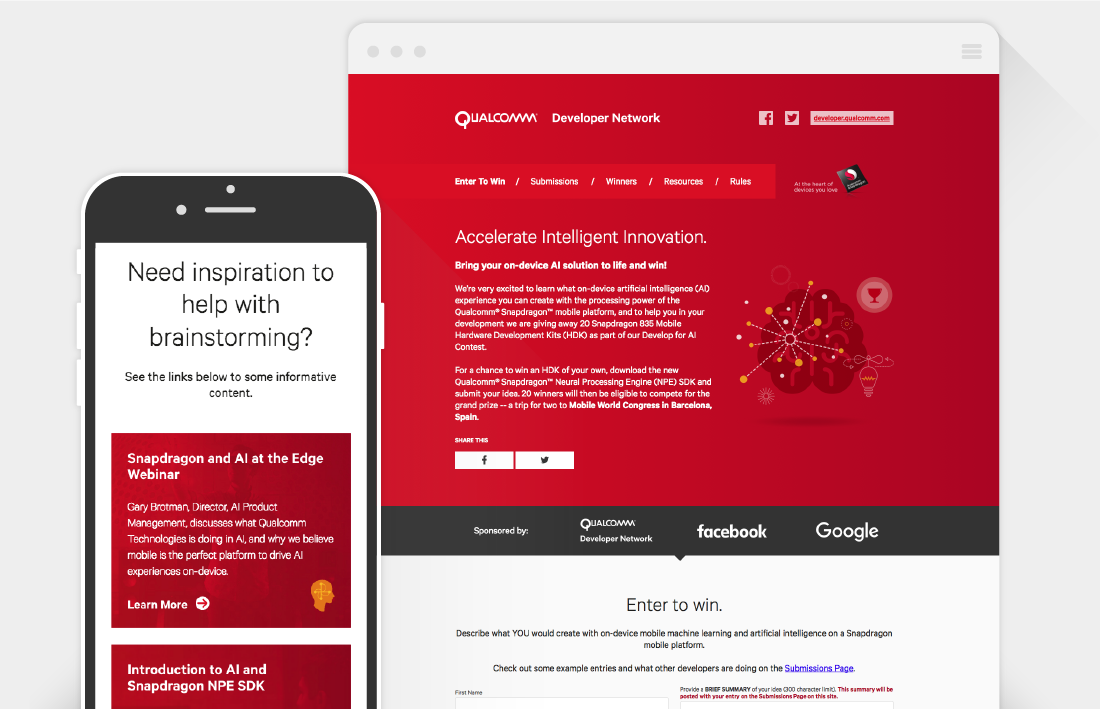 QUALCOMM Developer Network
developer.qualcomm.com
Enter To Win / Submissions / Winners / Resources / Rules
At the heart of
devices you love
Qualcomm
snapdragon
Accelerate Intelligent Innovation.
Bring your on-device AI solution to life and win!
We're very excited to learn what on-device artificial intelligence (AI)
experience you can create with the processing power of the
Qualcomm® Snapdragon™ mobile platform, and to help you in your
development we are giving away 20 Snapdragon 835 Mobile
Hardware Development Kits (HDK) as part of our Develop for AI
Contest.
For a chance to win an HDK of your own, download the new
Qualcomm® Snapdragon™ Neural Processing Engine (NPE) SDK and
submit your idea. 20 winners will then be eligible to compete for the
grand prize -- a trip for two to Mobile World Congress in Barcelona,
Spain.
SHARE THIS
Sponsored by:
QUALCOMM
Developer Network
facebook
Google
Enter to win.
Describe what YOU would create with on-device mobile machine learning and artificial intelligence on a Snapdragon
mobile platform.
Check out some example entries and what other developers are doing on the Submissions Page.
First Name
Provide a BRIEF SUMMARY of your idea (300 character limit). This summary will be
posted with your entry on the Submissions Page on this site.
Need inspiration to
help with
brainstorming?
See the links below to some informative
content.
Snapdragon and AI at the Edge
Webinar
Gary Brotman, Director, AI Product
Management, discusses what Qualcomm
Technologies is doing in AI, and why we believe
mobile is the perfect platform to drive AI
experiences on-device.
Learn More
Introduction to AI and
Snapdragon NPE SDK